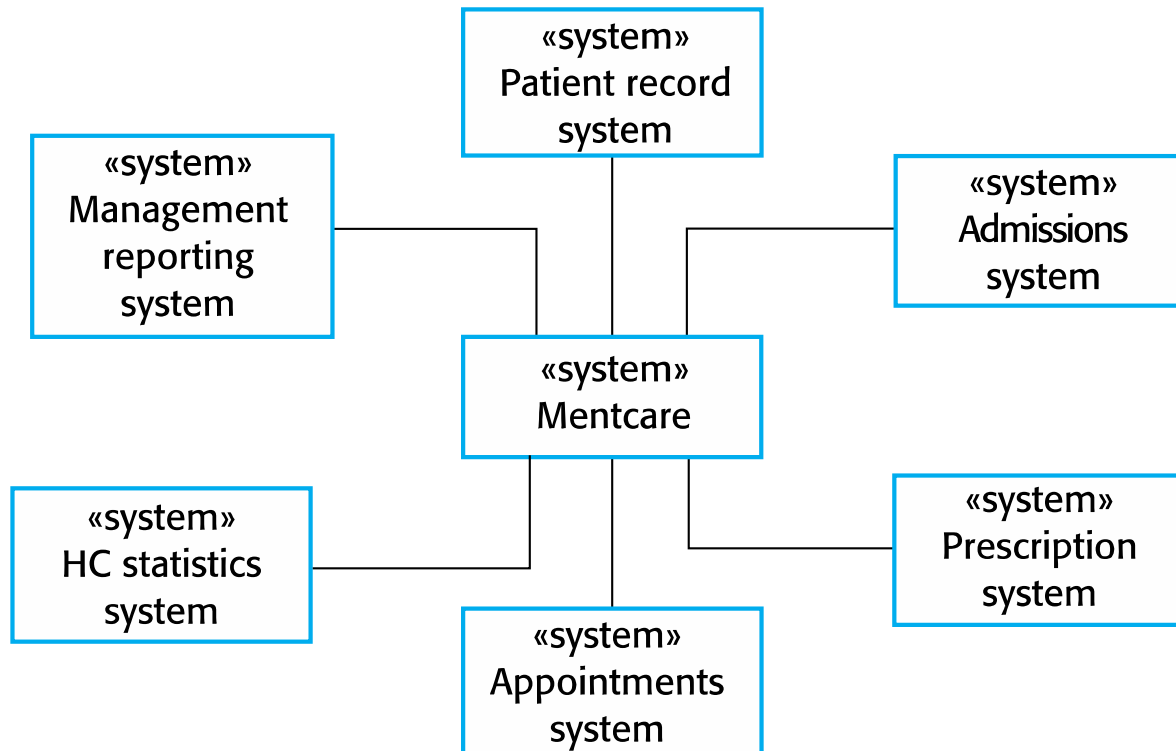 «system»
Patient record
system
«system»
Management
reporting
system
«system»
Admissions
system
«system»
Mentcare
«system»
HC statistics
system
«system»
Prescription
system
«system»
Appointments
system